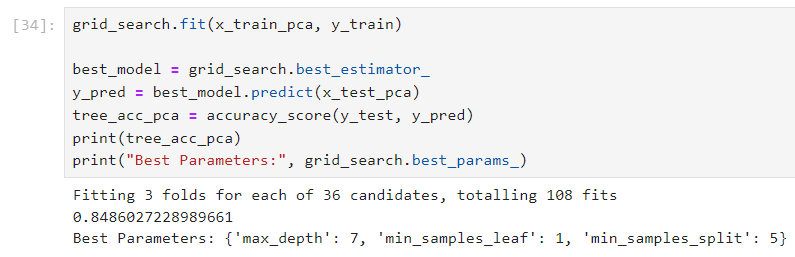 [34]: grid_search.fit(x_train_pca, y_train)
best_model = grid_search.best_estimator_
y_pred = best_model.predict(x_test_pca)
tree_acc_pca = accuracy_score(y_test, y_pred)
print(tree_acc_pca)
print("Best Parameters:", grid_search.best_params_)
Fitting 3 folds for each of 36 candidates, totalling 108 fits
0.8486027228989661
Best Parameters: {'max_depth': 7, 'min_samples_leaf': 1, 'min_samples_split': 5}